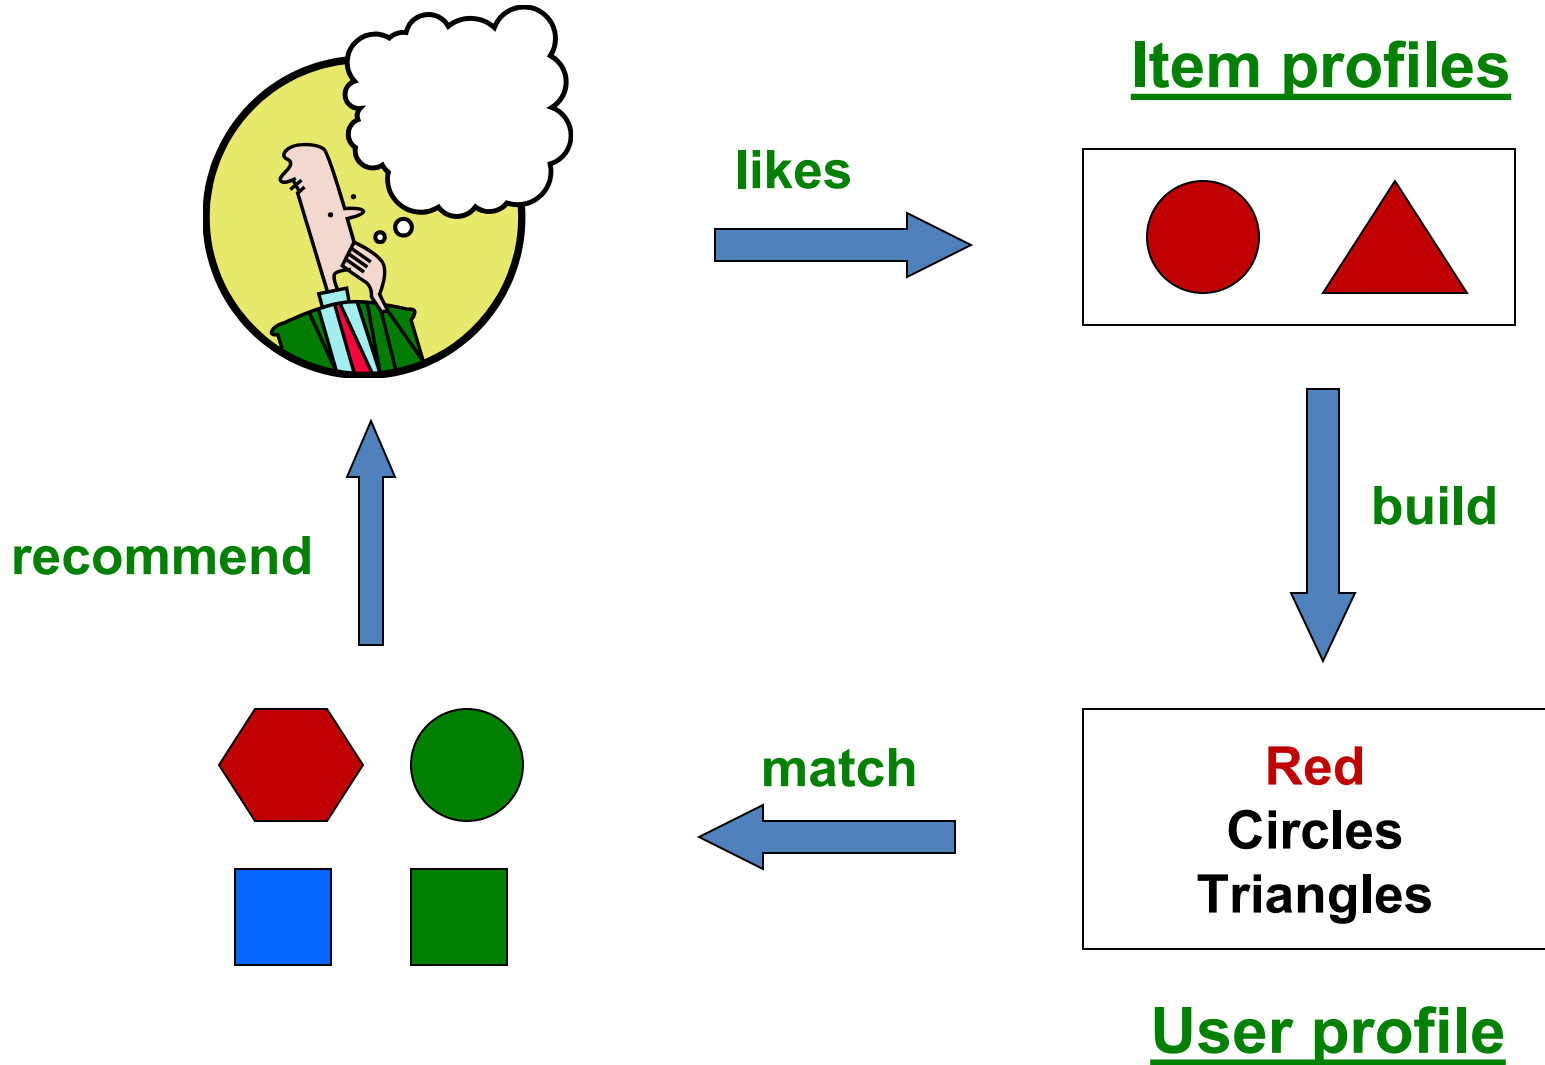 Item profiles
likes
build
recommend
match
Red
Circles
Triangles
User profile